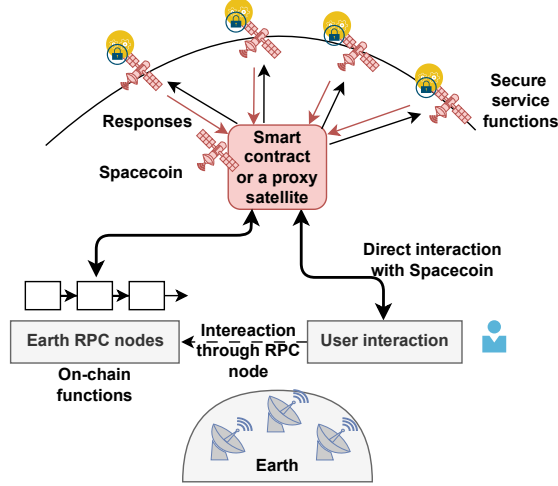 Secure
service
functions
Responses
Spacecoin
Smart
contract
or a proxy
satellite
Direct interaction
with Spacecoin
Earth RPC nodes
Intereaction
through RPC
node
User interaction
On-chain
functions
Earth